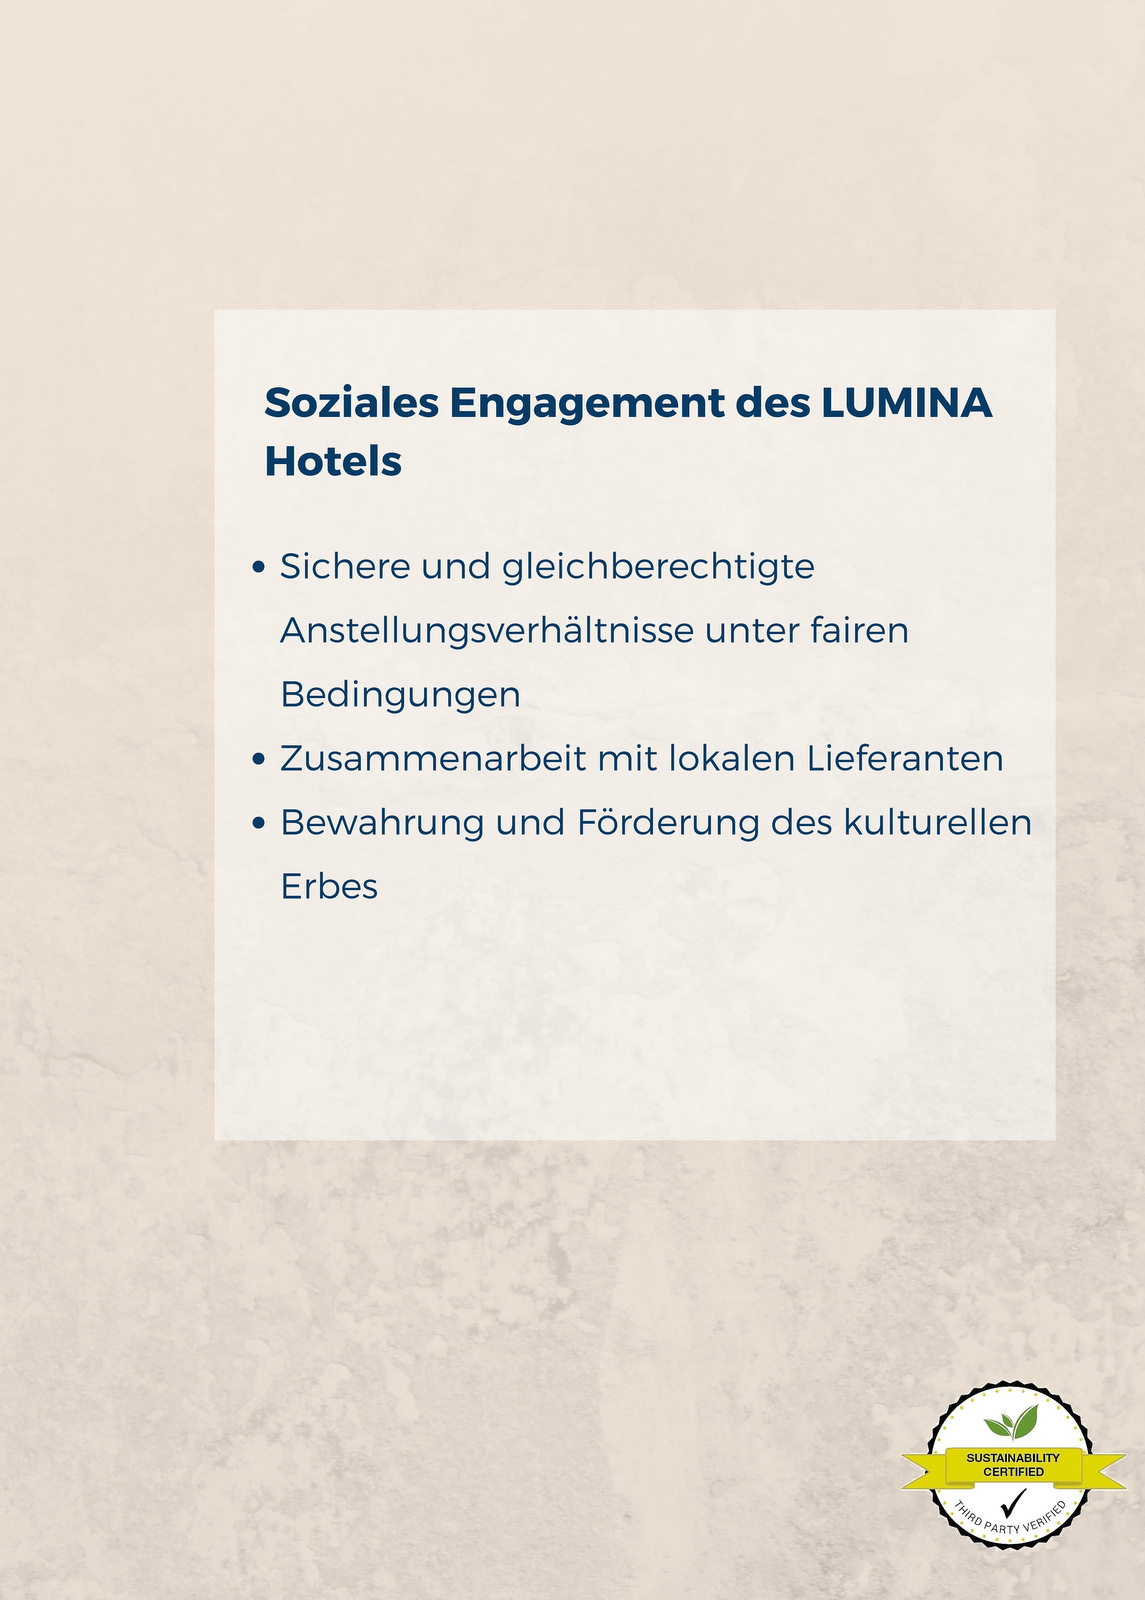 Soziales Engagement des LUMINA
Hotels
• Sichere und gleichberechtigte
Anstellungsverhältnisse unter fairen
Bedingungen
• Zusammenarbeit mit lokalen Lieferanten
• Bewahrung und Förderung des kulturellen
Erbes
SUSTAINABILITY
CERTIFIED
THIRD PARTY VERIFIED